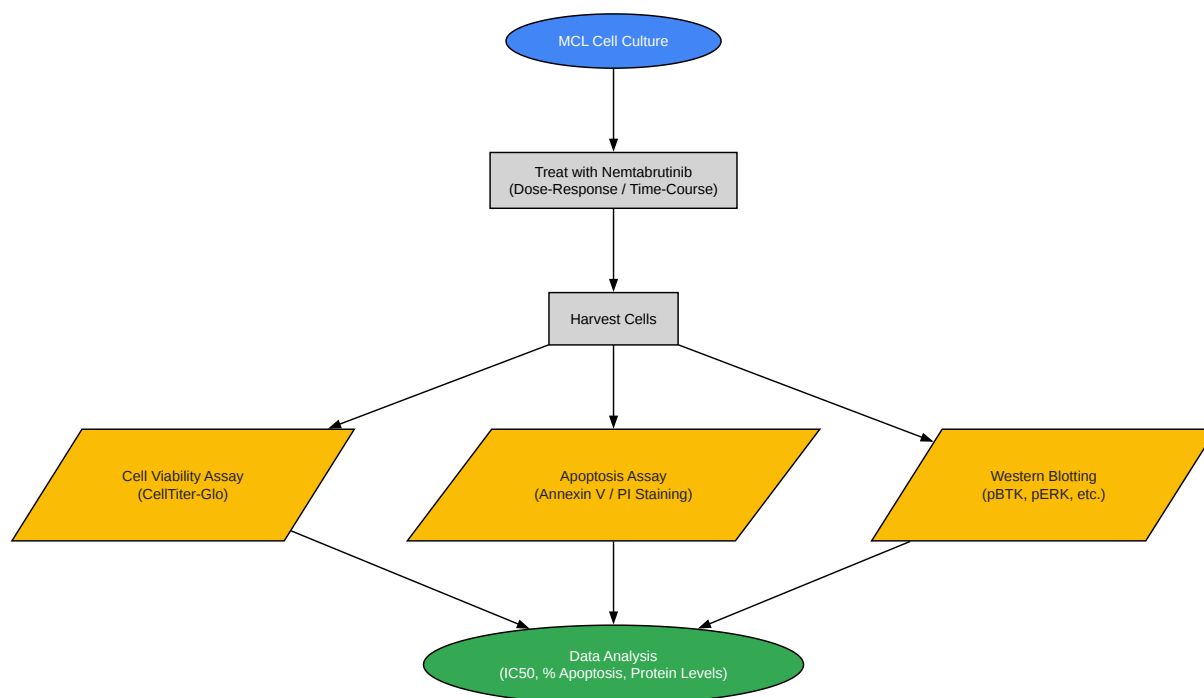 MCL Cell Culture
Treat with Nemtabrutinib
(Dose-Response / Time-Course)
Harvest Cells
Cell Viability Assay
(CellTiter-Glo)
Apoptosis Assay
(Annexin V / PI Staining)
Western Blotting
(pBTK, pERK, etc.)
Data Analysis
(IC50, % Apoptosis, Protein Levels)